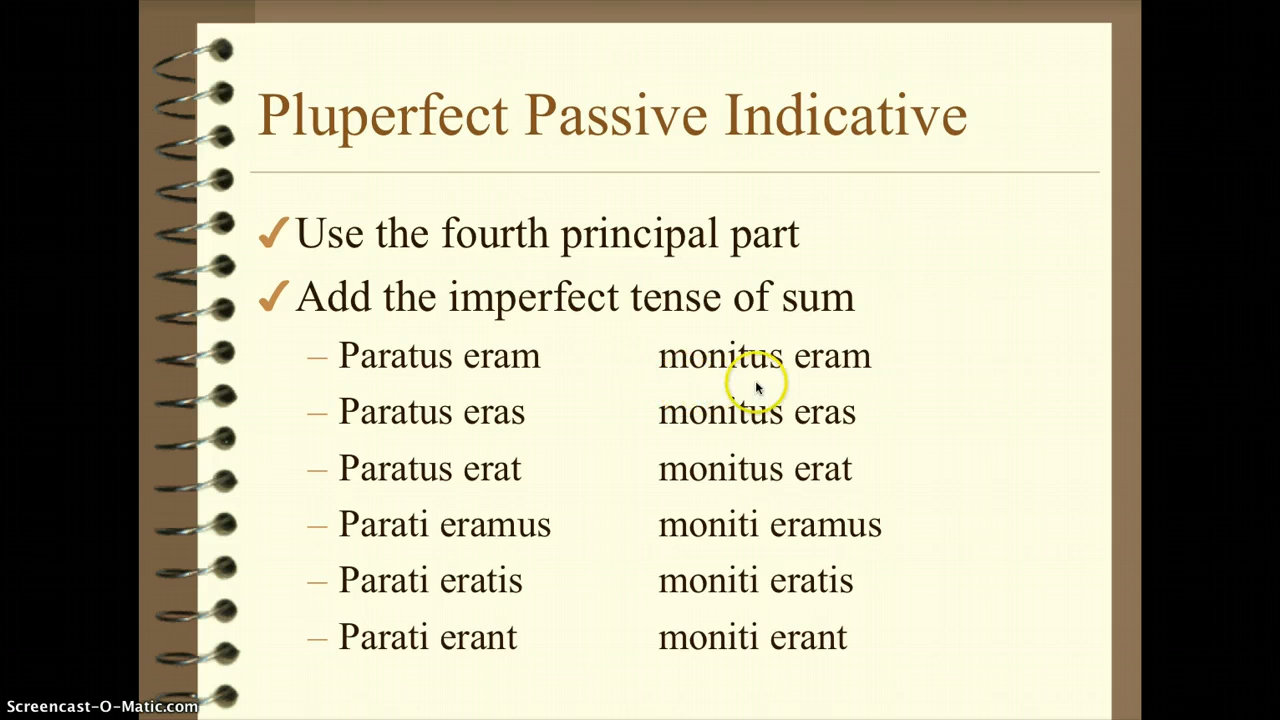 Pluperfect Passive Indicative
✓Use the fourth principal part
✓Add the imperfect tense of sum
– Paratus eram monitus eram
– Paratus eras monitus eras
– Paratus erat monitus erat
– Parati eramus moniti eramus
– Parati eratis moniti eratis
– Parati erant moniti erant
Screencast-O-Matic.com